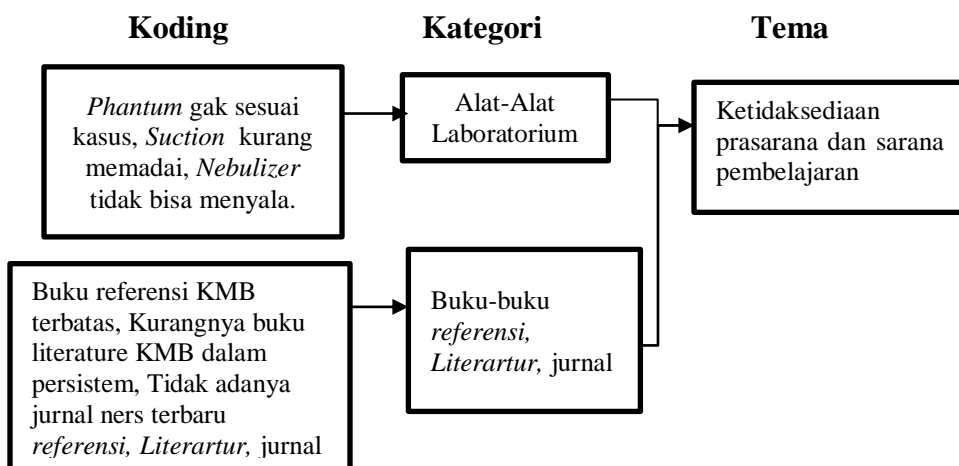 Koding
Kategori
Tema
Phantum gak sesuai
kasus, Suction kurang
memadai, Nebulizer
tidak bisa menyala.
Alat-Alat
Laboratorium
Ketidaksediaan
prasarana dan sarana
pembelajaran
Buku referensi KMB
terbatas, Kurangnya buku
literature KMB dalam
persistem, Tidak adanya
jurnal ners terbaru
referensi, Literartur, jurnal
Buku-buku
referensi,
Literartur, jurnal